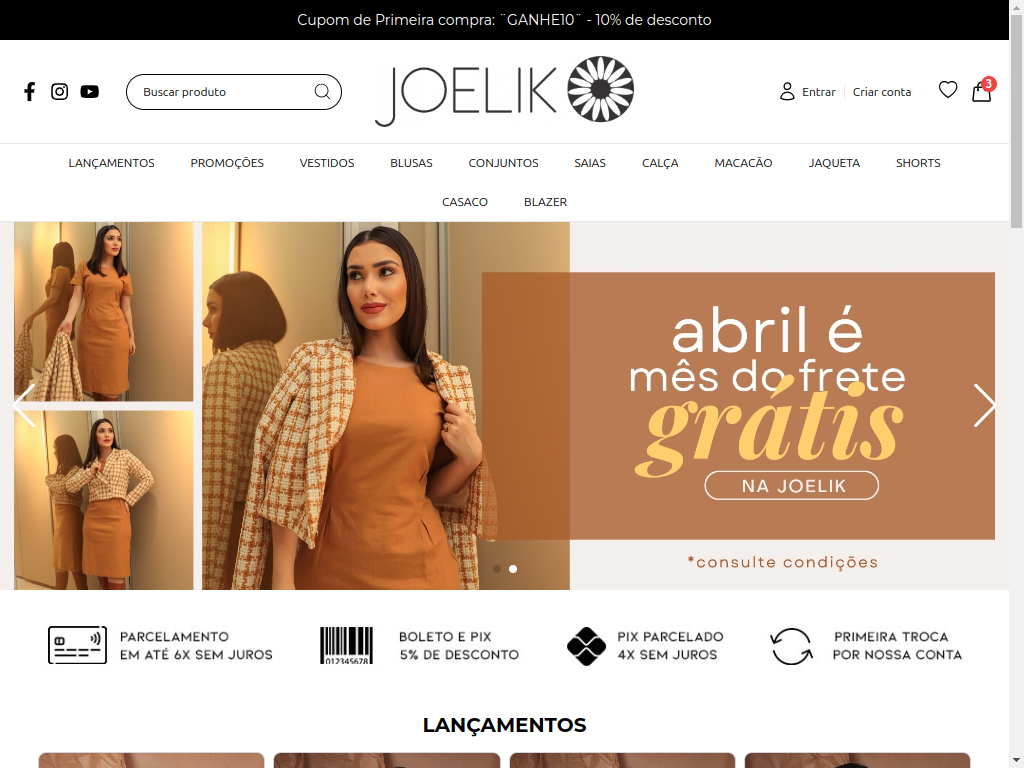 Cupom de Primeira compra: ¨GANHE10¨ - 10% de desconto
Buscar produto
JOELIK
Entrar
Criar conta
3
LANÇAMENTOS
PROMOÇÕES
VESTIDOS
BLUSAS
CONJUNTOS
SAIAS
CALÇA
MACACÃO
JAQUETA
SHORTS
CASACO
BLAZER
abril é
mês do frete
grátis
NA JOELIK
*consulte condições
PARCELAMENTO
EM ATÉ 6X SEM JUROS
012345678
BOLETO E PIX
5% DE DESCONTO
PIX PARCELADO
4X SEM JUROS
PRIMEIRA TROCA
POR NOSSA CONTA
LANÇAMENTOS